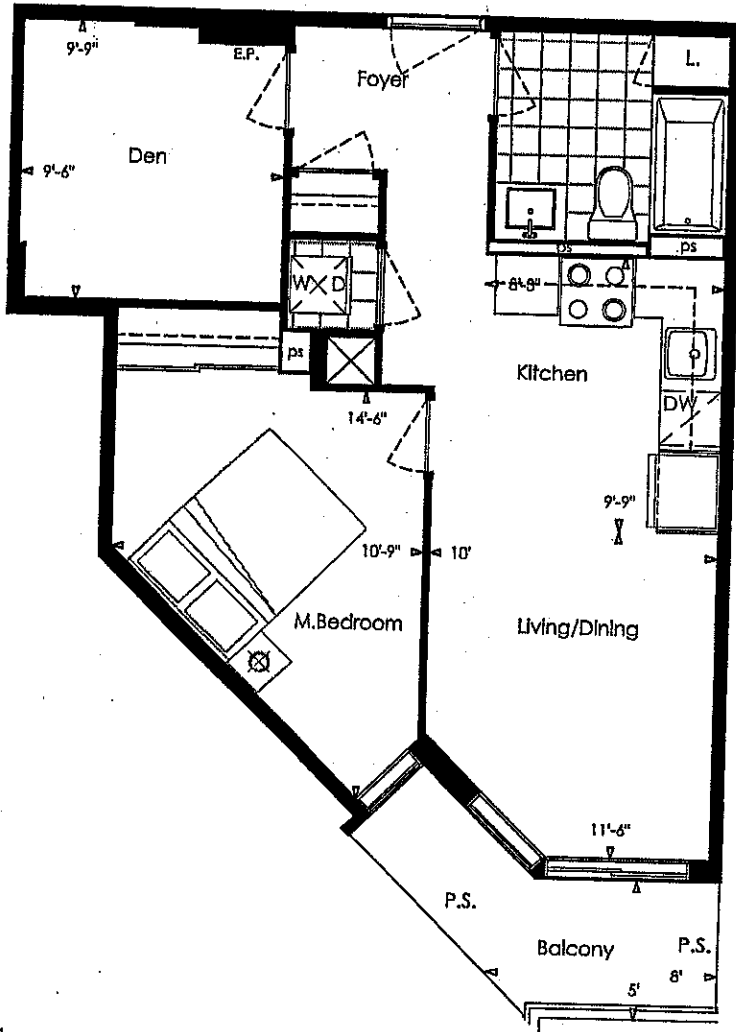 9'-9"
E.P.
L.
Foyer
Den
9'-6"
ps
ps
W D
8'-8"
ps
Kitchen
DW
14'-6"
9'-9"
10'-9"
10'
M.Bedroom
Living/Dining
11'-6"
P.S.
Balcony
P.S.
8'
5'